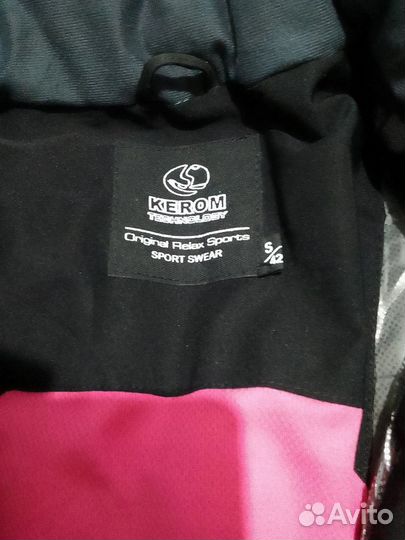 KEROM
TECHNOLOGY
Original Relax Sports
SPORT SWEAR
S/42
Avito